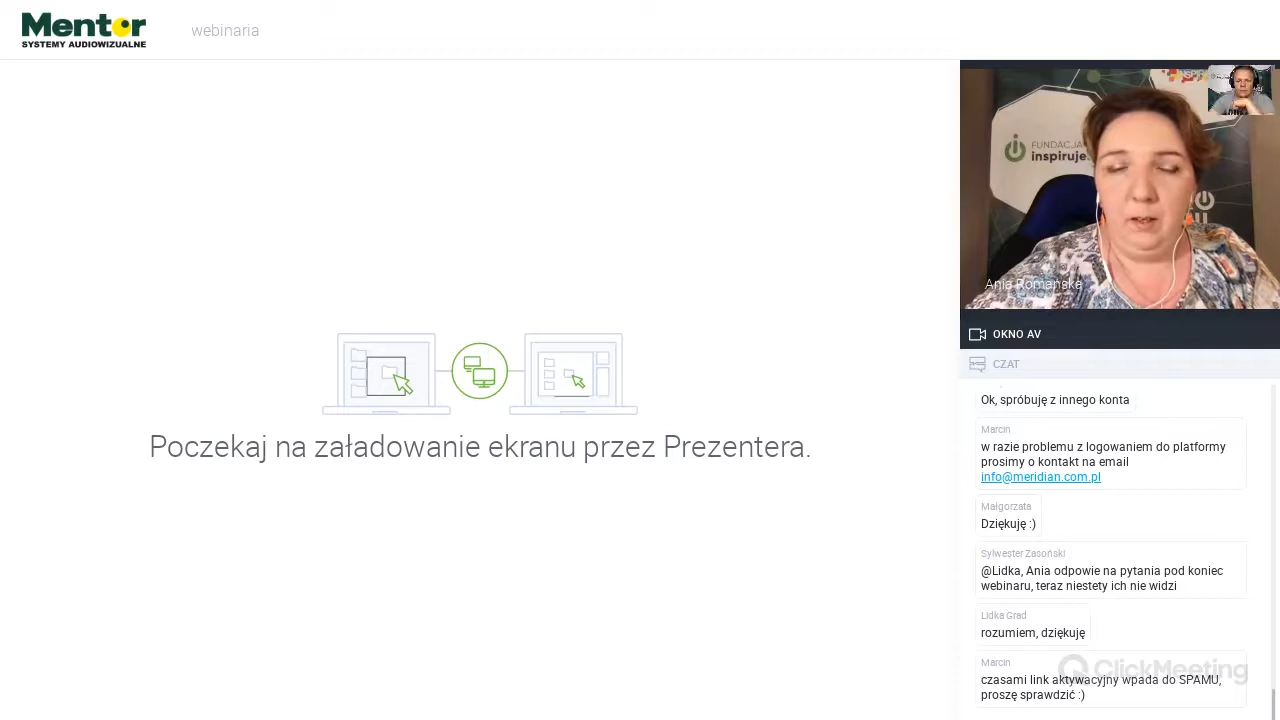 Mentor
SYSTEMY AUDIOWIZUALNE
webinaria
Poczekaj na załadowanie ekranu przez Prezentera.
FUNDACJA
inspiruje.
Ania Romańska
OKNO AV
CZAT
Ok, spróbuję z innego konta
Marcin
w razie problemu z logowaniem do platformy
prosimy o kontakt na email
info@meridian.com.pl
Małgorzata
Dziękuję :)
Sylwester Zasoński
@Lidka, Ania odpowie na pytania pod koniec
webinaru, teraz niestety ich nie widzi
Lidka Grad
rozumiem, dziękuję
Marcin
czasami link aktywacyjny wpada do SPAMU,
proszę sprawdzić :)
ClickMeeting